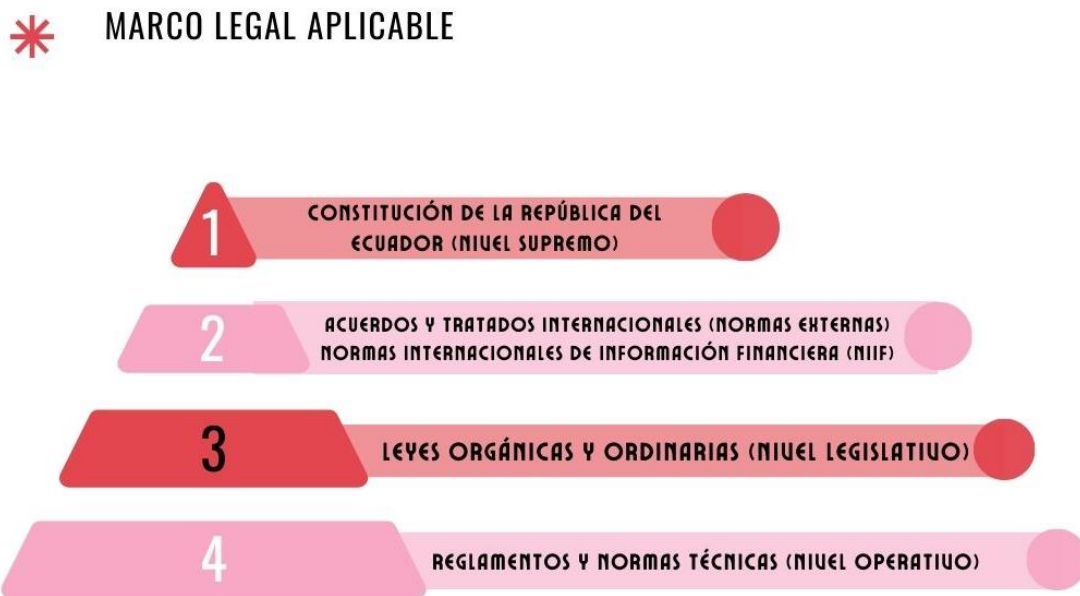 MARCO LEGAL APLICABLE
1
CONSTITUCIÓN DE LA REPÚBLICA DEL
ECUADOR (NIVEL SUPREMO)
2
ACUERDOS Y TRATADOS INTERNACIONALES (NORMAS EXTERNAS)
NORMAS INTERNACIONALES DE INFORMACIÓN FINANCIERA (NIIF)
3
LEYES ORGÁNICAS Y ORDINARIAS (NIVEL LEGISLATIVO)
4
REGLAMENTOS Y NORMAS TÉCNICAS (NIVEL OPERATIVO)